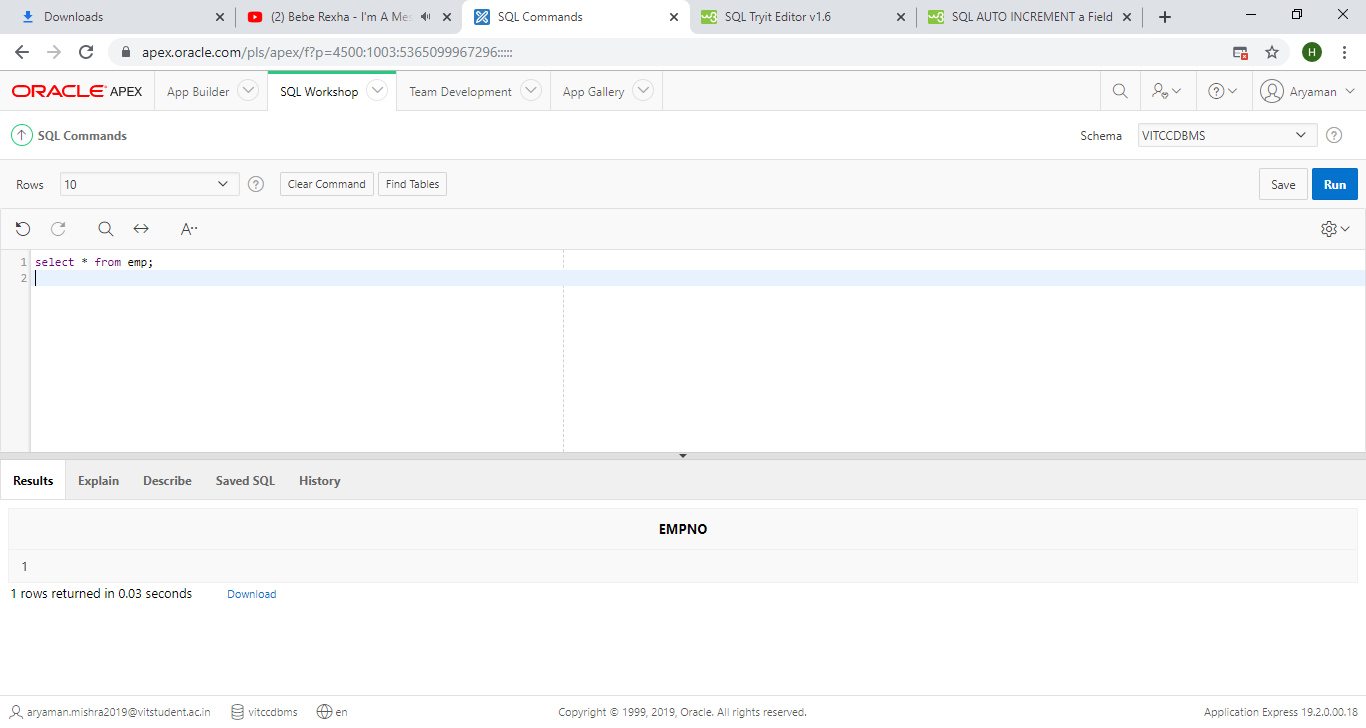 Downloads
(2) Bebe Rexha - I'm A Mes
SQL Commands
SQL Tryit Editor v1.6
SQL AUTO INCREMENT a Field
apex.oracle.com/pls/apex/f?p=4500:1003:5365099967296:::::
H
ORACLE APEX
App Builder
SQL Workshop
Team Development
App Gallery
Aryaman
SQL Commands
Schema
VITCCDBMS
Rows
10
Clear Command
Find Tables
Save
Run
A
1 select * from emp;
2
Results
Explain
Describe
Saved SQL
History
EMPNO
1
1 rows returned in 0.03 seconds
Download
aryaman.mishra2019@vitstudent.ac.in
vitccdbms
en
Copyright © 1999, 2019, Oracle. All rights reserved.
Application Express 19.2.0.00.18